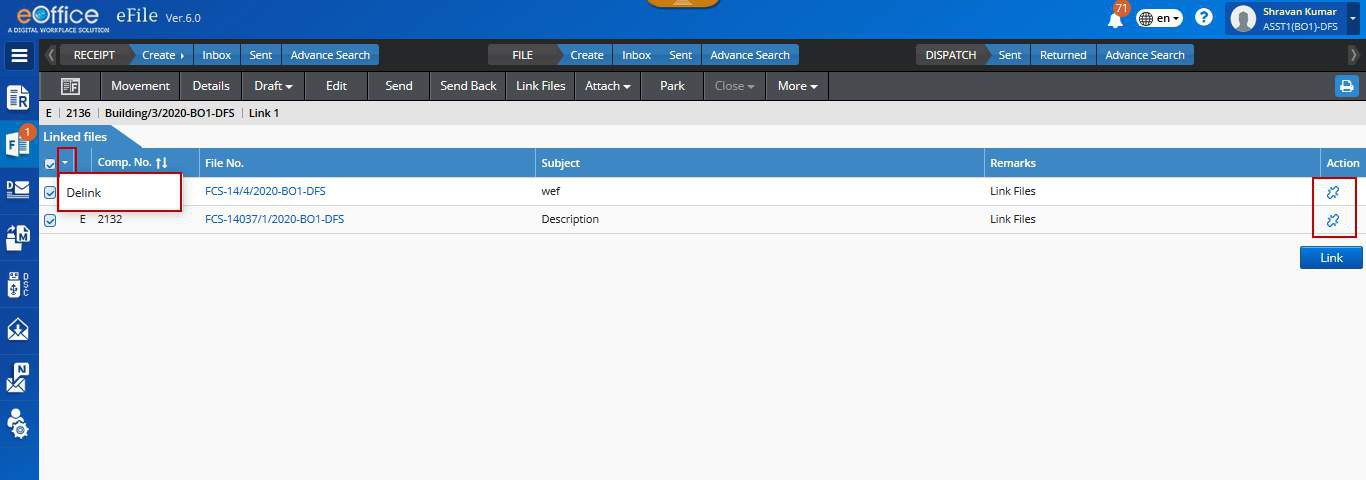 eOffice eFile Ver.6.0 71 en ? Shravan Kumar
A DIGITAL WORKPLACE SOLUTION ASST1(BO1)-DFS
RECEIPT Create Inbox Sent Advance Search FILE Create Inbox Sent Advance Search DISPATCH Sent Returned Advance Search
R F Movement Details Draft Edit Send Send Back Link Files Attach Park Close More
E 2136 Building/3/2020-BO1-DFS Link 1
F 1 Linked files
Comp. No. File No. Subject Remarks Action
D Delink FCS-14/4/2020-BO1-DFS wef Link Files
E 2132 FCS-14037/1/2020-BO1-DFS Description Link Files
M Link
DSC
N